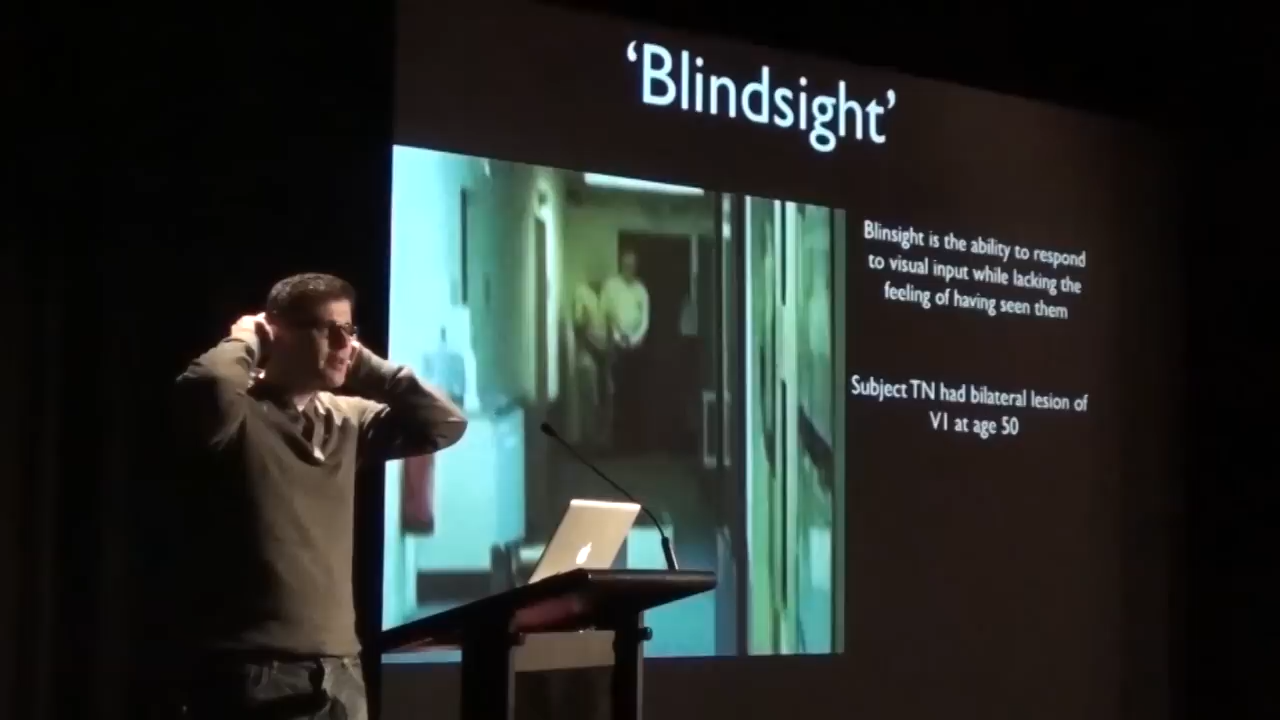 ‘Blindsight’
Blinsight is the ability to respond
to visual input while lacking the
feeling of having seen them
Subject TN had bilateral lesion of
V1 at age 50